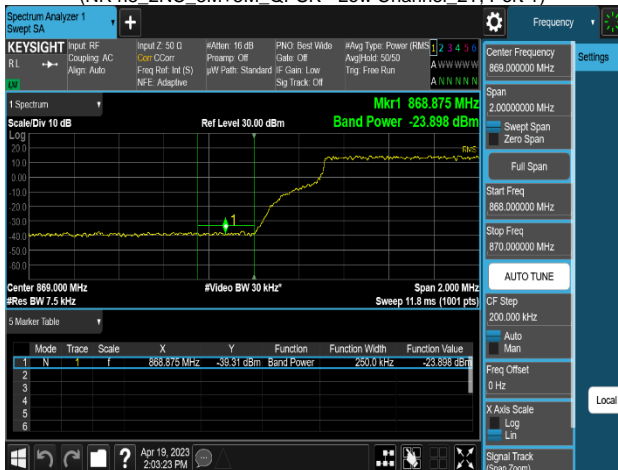 Spectrum Analyzer 1
Swept SA
+
Frequency
KEYSIGHT
RL
Input: RF
Coupling: AC
Align: Auto
Input Z: 50 Ω
Corr CCorr
Freq Ref: Int (S)
NFE: Adaptive
#Atten: 16 dB
Preamp: Off
µW Path: Standard
PNO: Best Wide
Gate: Off
IF Gain: Low
Sig Track: Off
#Avg Type: Power (RMS
Avg|Hold: 50/50
Trig: Free Run
1 2 3 4 5 6
A W W W W W
A N N N N N
1 Spectrum
Scale/Div 10 dB
Log
Ref Level 30.00 dBm
Mkr1 868.875 MHz
Band Power -23.898 dBm
RMS
20.0
10.0
0.00
-10.0
-20.0
-30.0
-40.0
-50.0
-60.0
1
Center 869.000 MHz
#Res BW 7.5 kHz
#Video BW 30 kHz*
Span 2.000 MHz
Sweep 11.8 ms (1001 pts)
5 Marker Table
Mode Trace Scale X Y Function Function Width Function Value
1 N 1 f 868.875 MHz -39.31 dBm Band Power 250.0 kHz -23.898 dBm
2
3
4
5
6
Apr 19, 2023
2:03:23 PM
?
Center Frequency
869.000000 MHz
Span
2.00000000 MHz
Swept Span
Zero Span
Full Span
Start Freq
868.000000 MHz
Stop Freq
870.000000 MHz
AUTO TUNE
CF Step
200.000 kHz
Auto
Man
Freq Offset
0 Hz
X Axis Scale
Log
Lin
Signal Track
(Span Zoom)
Settings
Local